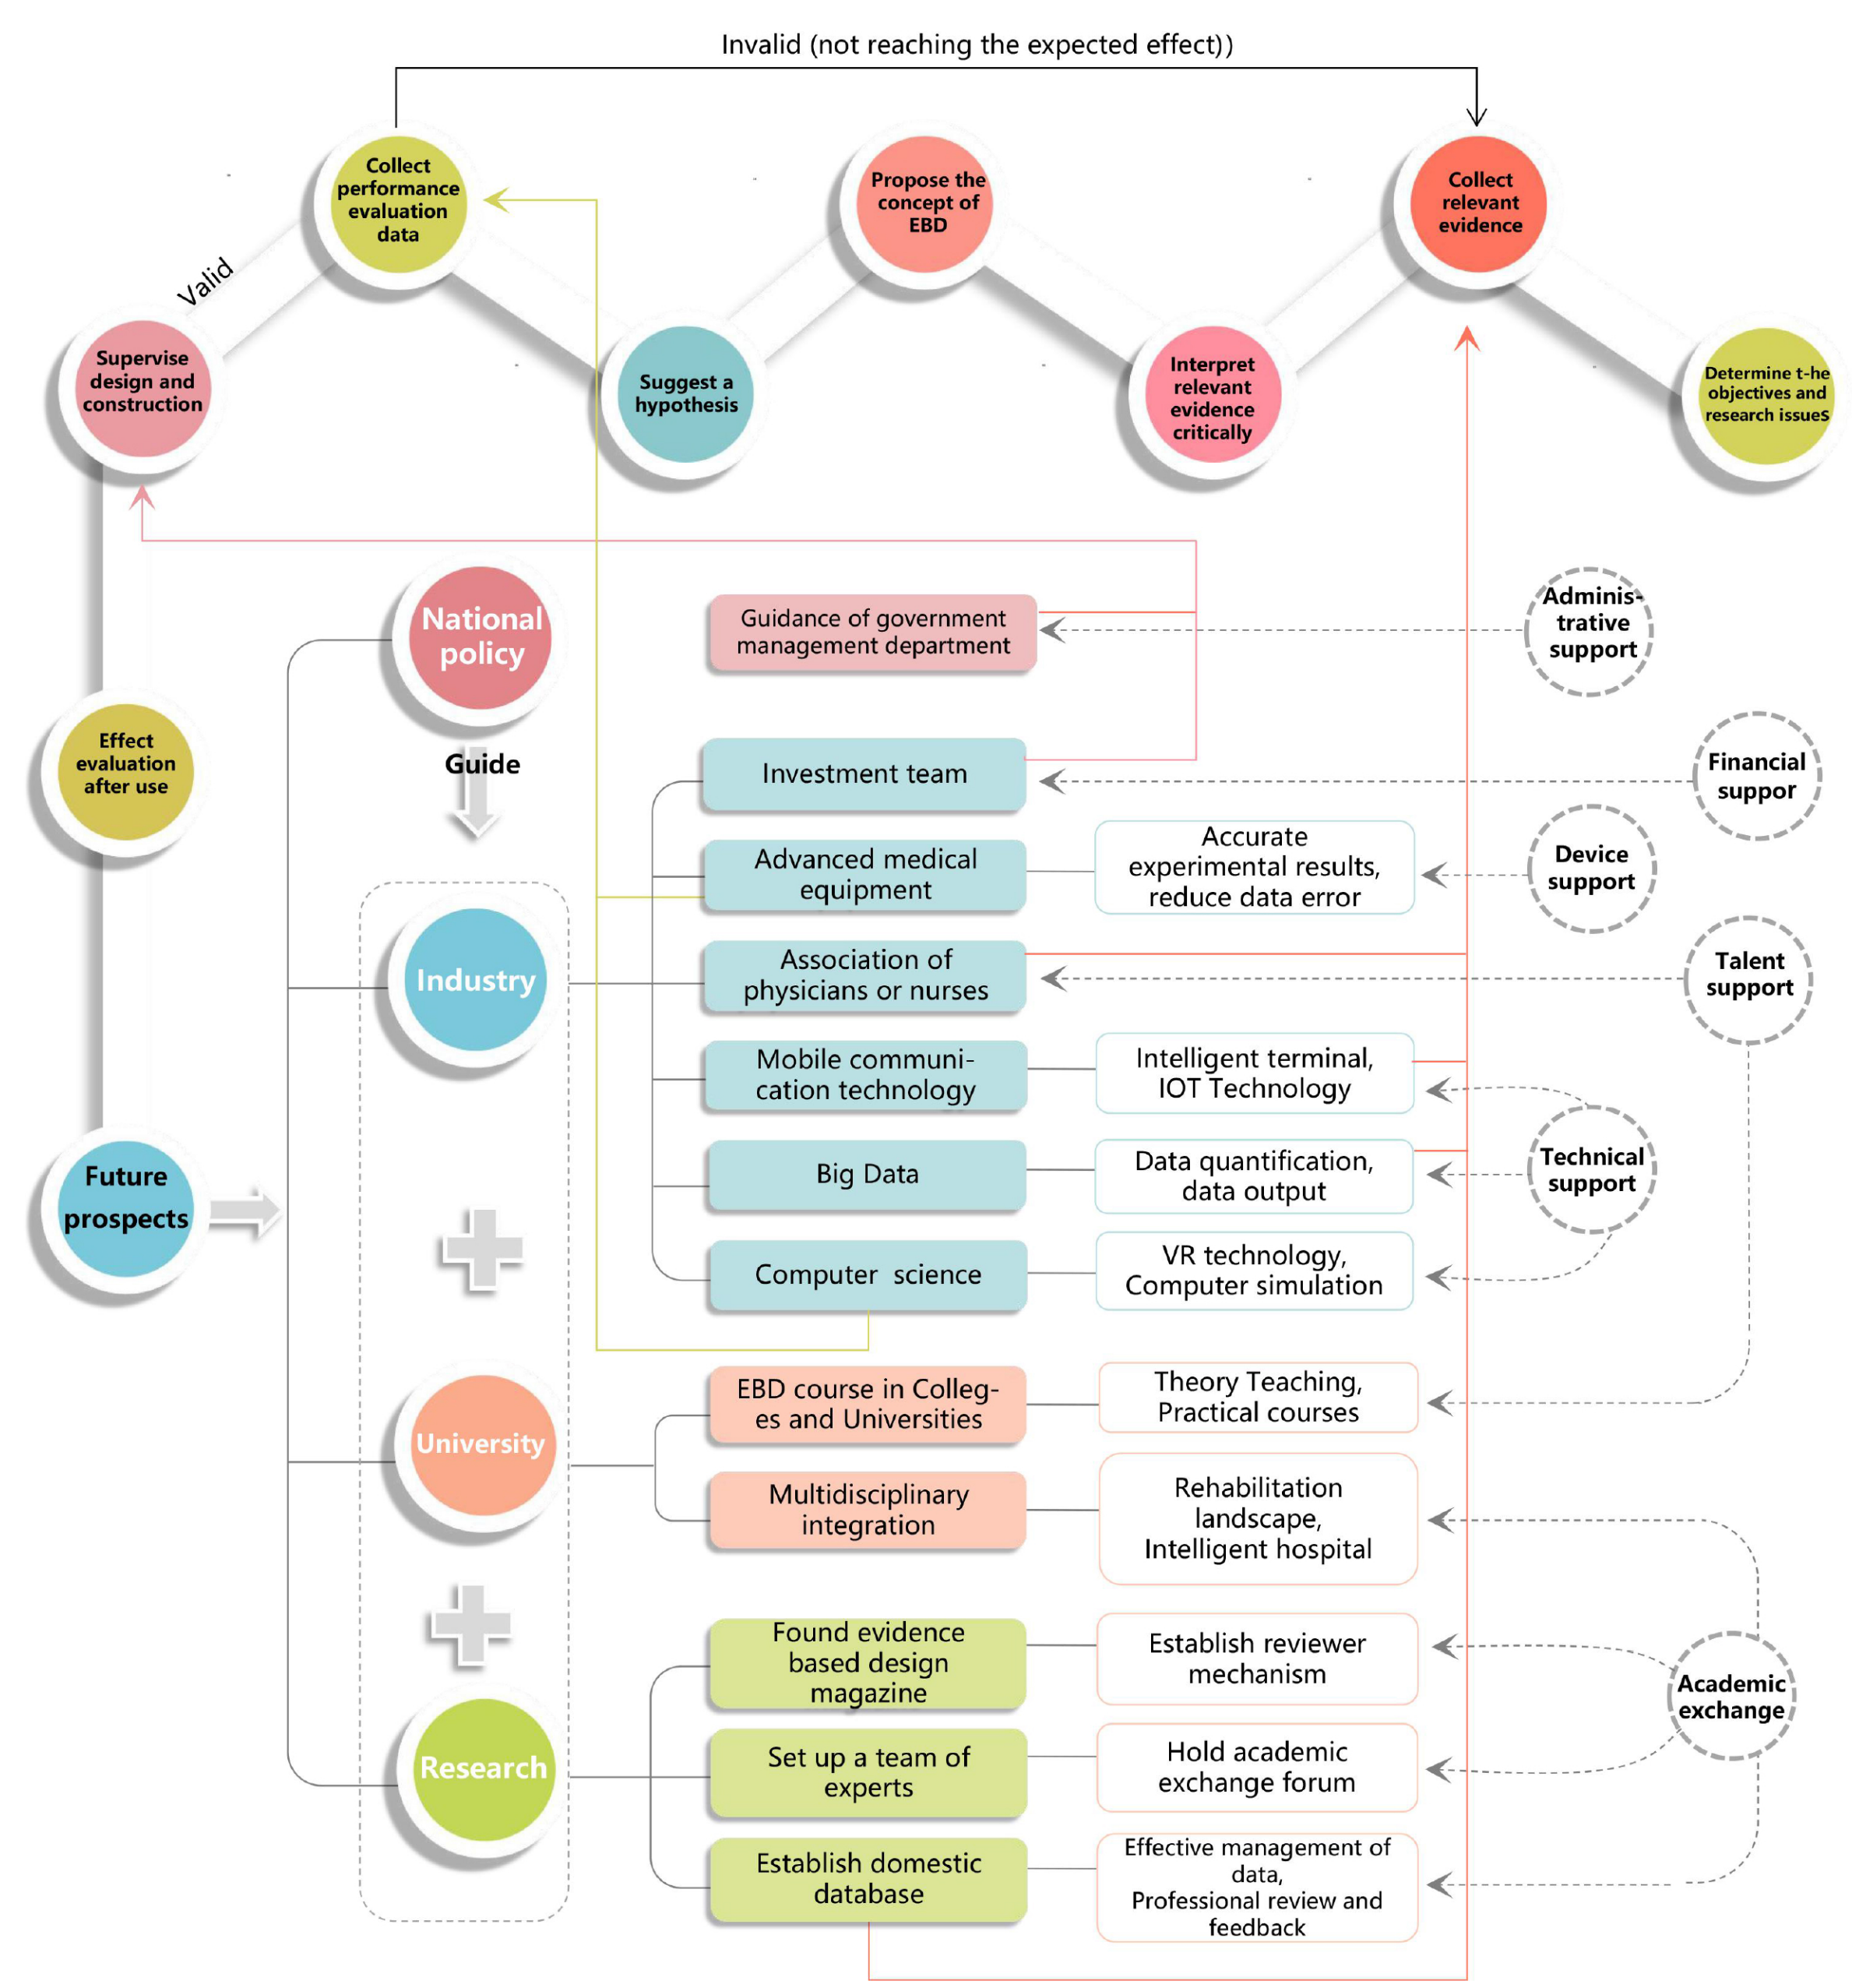 Invalid (not reaching the expected effect))
Collect
performance
evaluation
data
Propose the
concept of
EBD
Collect
relevant
evidence
Valid
Supervise
design and
construction
Suggest a
hypothesis
Interpret
relevant
evidence
critically
Determine t-he
objectives and
research issues
National
policy
Guidance of government
management department
Adminis-
trative
support
Guide
Effect
evaluation
after use
Investment team
Financial
suppor
Advanced medical
equipment
Accurate
experimental results,
reduce data error
Device
support
Industry
Association of
physicians or nurses
Talent
support
Mobile communi-
cation technology
Intelligent terminal,
IOT Technology
Future
prospects
Big Data
Data quantification,
data output
Technical
support
Computer science
VR technology,
Computer simulation
University
EBD course in Colleg-
es and Universities
Theory Teaching,
Practical courses
Multidisciplinary
integration
Rehabilitation
landscape,
Intelligent hospital
Found evidence
based design
magazine
Establish reviewer
mechanism
Academic
exchange
Research
Set up a team of
experts
Hold academic
exchange forum
Establish domestic
database
Effective management of
data,
Professional review and
feedback